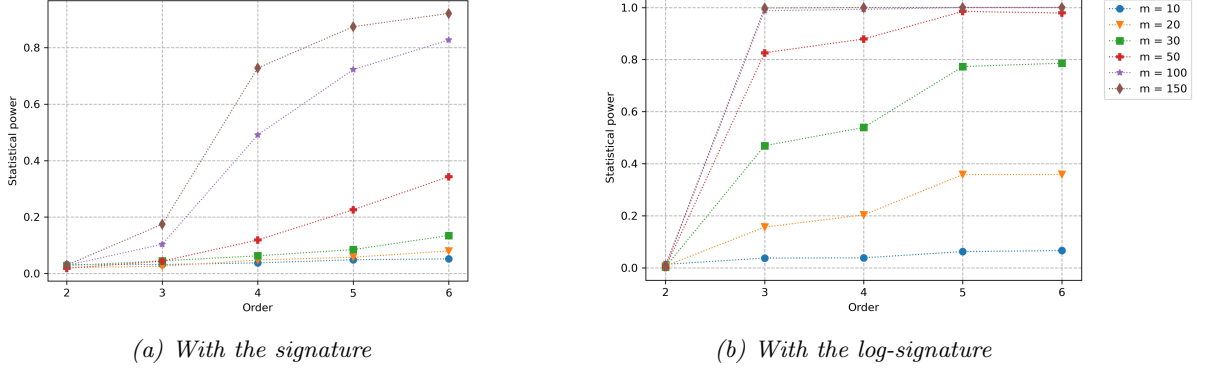 Statistical power
0.8
0.6
0.4
0.2
0.0
2 3 4 5 6
Order
(a) With the signature
Statistical power
1.0
0.8
0.6
0.4
0.2
0.0
2 3 4 5 6
Order
(b) With the log-signature
m = 10
m = 20
m = 30
m = 50
m = 100
m = 150